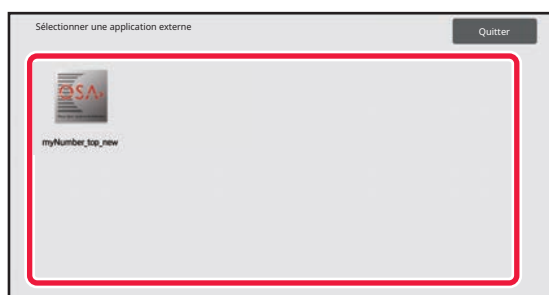 Sélectionner une application externe
Quitter
OSA
myNumber_top_new